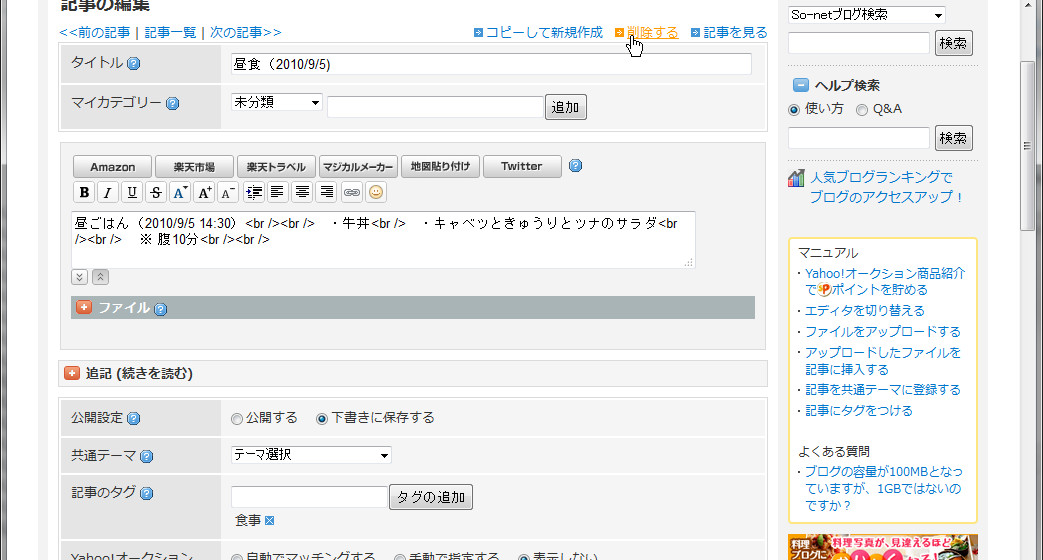 記事の編集
<<前の記事 | 記事一覧 | 次の記事>>
コピーして新規作成 削除する 記事を見る
タイトル
昼食（2010/9/5)
マイカテゴリー 未分類 追加
Amazon 楽天市場 楽天トラベル マジカルメーカー 地図貼り付け Twitter
B I U S A A+ A-
昼ごはん（2010/9/5 14:30）<br /><br />　・牛丼<br />　・キャベツときゅうりとツナのサラダ<br
/><br />　※ 腹10分<br /><br />
ファイル
追記 (続きを読む)
公開設定 公開する 下書きに保存する
共通テーマ テーマ選択
記事のタグ タグの追加
食事
Yahoo!オークション 自動でマッチングする 手動で指定する 表示しない
So-netブログ検索
検索
ヘルプ検索
使い方 Q&A
検索
人気ブログランキングで
ブログのアクセスアップ！
マニュアル
・Yahoo!オークション商品紹介
でPポイントを貯める
・エディタを切り替える
・ファイルをアップロードする
・アップロードしたファイルを
記事に挿入する
・記事を共通テーマに登録する
・記事にタグをつける
よくある質問
・ブログの容量が100MBとなっ
ていますが、1GBではないの
ですか？
料理 料理写真が、見違えるほど
ブログに